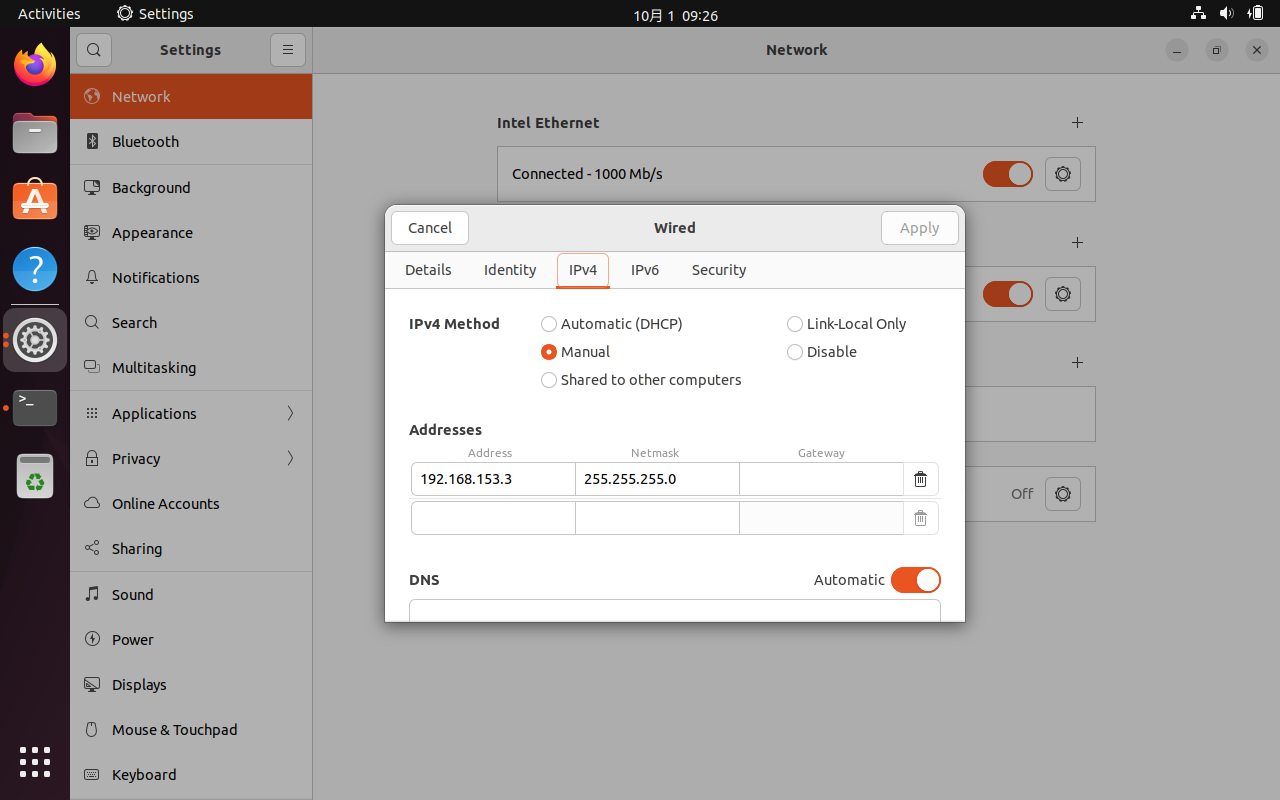 Activities
Settings
10月 1 09:26
Settings
Network
Network
Bluetooth
Background
Appearance
Notifications
Search
Multitasking
Applications
Privacy
Online Accounts
Sharing
Sound
Power
Displays
Mouse & Touchpad
Keyboard
Intel Ethernet
Connected - 1000 Mb/s
Off
Cancel
Wired
Apply
Details
Identity
IPv4
IPv6
Security
IPv4 Method
Automatic (DHCP)
Link-Local Only
Manual
Disable
Shared to other computers
Addresses
Address
Netmask
Gateway
192.168.153.3
255.255.255.0
DNS
Automatic